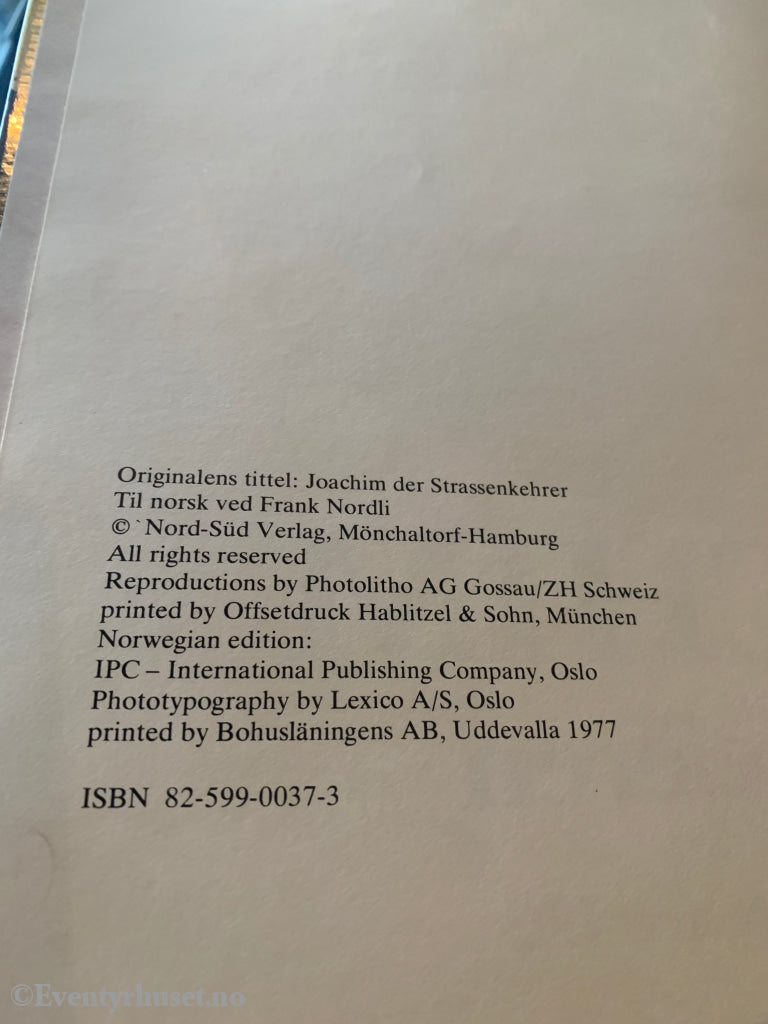 Originalens tittel: Joachim der Strassenkehrer
Til norsk ved Frank Nordli
© Nord-Süd Verlag, Mönchaltorf-Hamburg
All rights reserved
Reproductions by Photolitho AG Gossau/ZH Schweiz
printed by Offsetdruck Hablitzel & Sohn, München
Norwegian edition:
IPC – International Publishing Company, Oslo
Phototypography by Lexico A/S, Oslo
printed by Bohusläningens AB, Uddevalla 1977
ISBN 82-599-0037-3
©Eventyrhuset.no